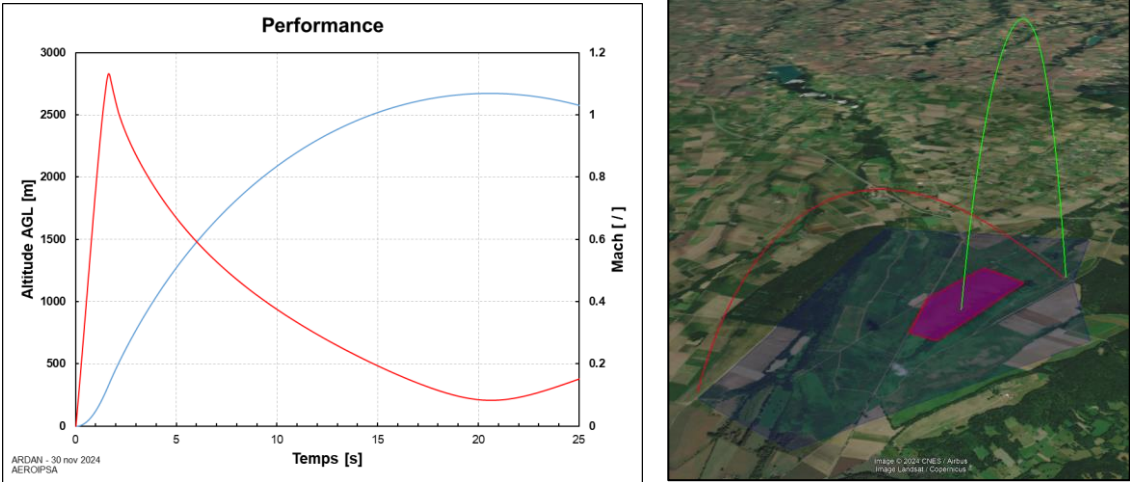 Performance
3000
2500
2000
1500
1000
500
0
Altitude AGL [m]
1.2
1
0.8
0.6
0.4
0.2
0
Mach [ / ]
0 5 10 15 20 25
Temps [s]
ARDAN - 30 nov 2024
AEROIPSA
Image © 2024 CNES / Airbus
Image Landsat / Copernicus